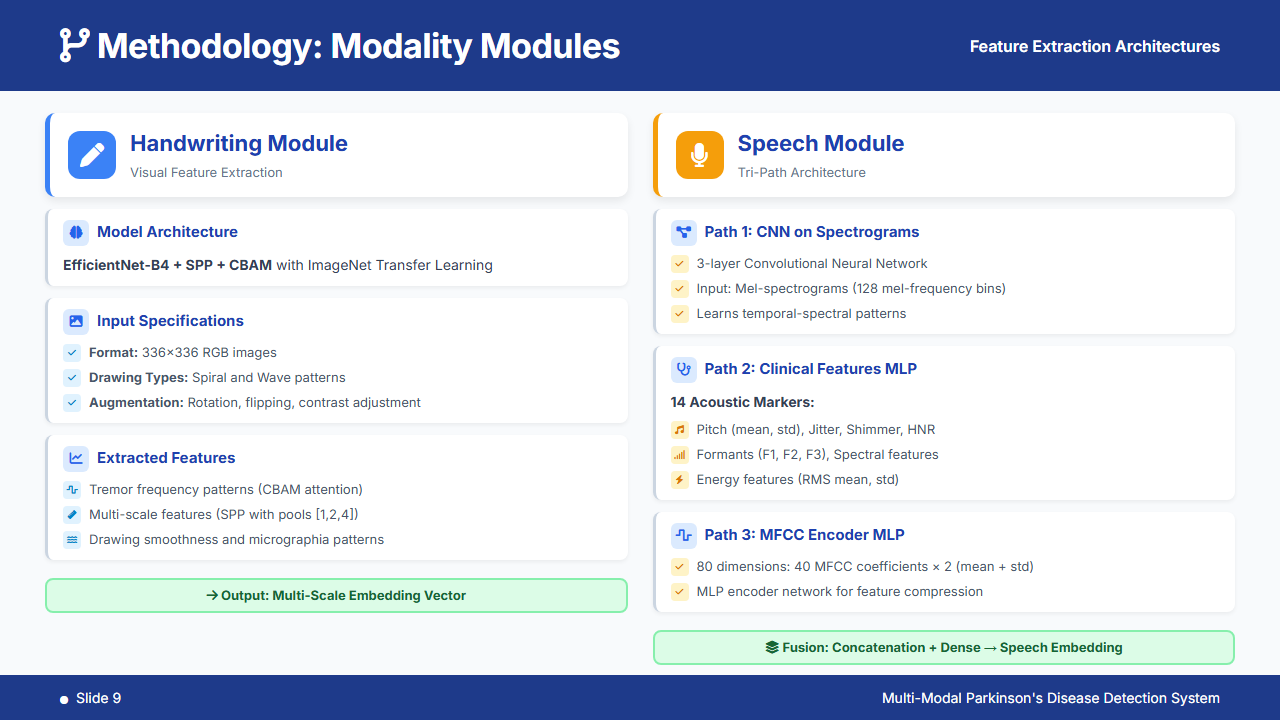 Methodology: Modality Modules
Feature Extraction Architectures
Handwriting Module
Visual Feature Extraction
Model Architecture
EfficientNet-B4 + SPP + CBAM with ImageNet Transfer Learning
Input Specifications
Format: 336×336 RGB images
Drawing Types: Spiral and Wave patterns
Augmentation: Rotation, flipping, contrast adjustment
Extracted Features
Tremor frequency patterns (CBAM attention)
Multi-scale features (SPP with pools [1,2,4])
Drawing smoothness and micrographia patterns
→ Output: Multi-Scale Embedding Vector
Speech Module
Tri-Path Architecture
Path 1: CNN on Spectrograms
3-layer Convolutional Neural Network
Input: Mel-spectrograms (128 mel-frequency bins)
Learns temporal-spectral patterns
Path 2: Clinical Features MLP
14 Acoustic Markers:
Pitch (mean, std), Jitter, Shimmer, HNR
Formants (F1, F2, F3), Spectral features
Energy features (RMS mean, std)
Path 3: MFCC Encoder MLP
80 dimensions: 40 MFCC coefficients × 2 (mean + std)
MLP encoder network for feature compression
Fusion: Concatenation + Dense → Speech Embedding
Slide 9
Multi-Modal Parkinson's Disease Detection System